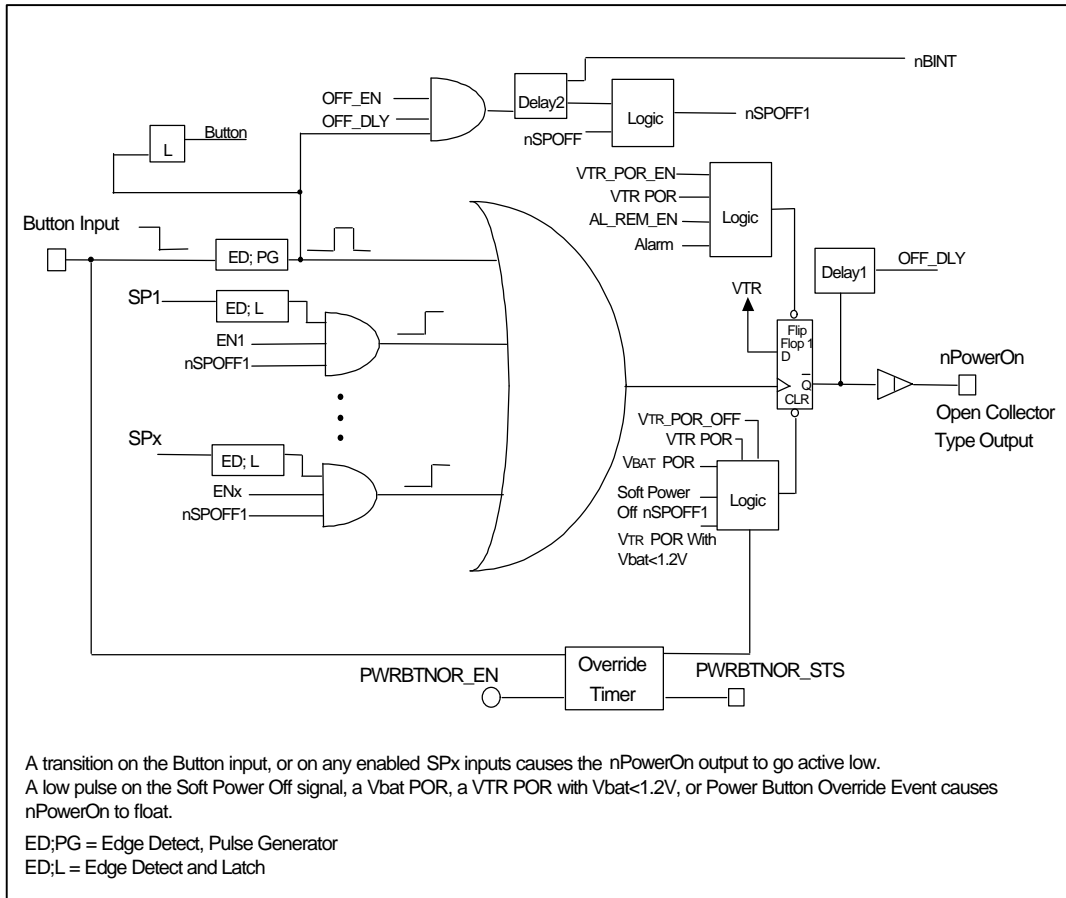 nBINT
OFF_EN
Delay2
OFF_DLY
nSPOFF1
Logic
nSPOFF
Button
L
VTR_POR_EN
VTR POR
AL_REM_EN
Alarm
Logic
Button Input
ED; PG
Delay1
OFF_DLY
VTR
SP1
ED; L
EN1
nSPOFF1
Flip
Flop 1
D
Q
CLR
nPowerOn
Open Collector
Type Output
SPx
ED; L
ENx
nSPOFF1
VTR_POR_OFF
VTR POR
VBAT POR
Soft Power
Off nSPOFF1
Logic
VTR POR With
Vbat<1.2V
PWRBTNOR_EN
Override
Timer
PWRBTNOR_STS
A transition on the Button input, or on any enabled SPx inputs causes the nPowerOn output to go active low.
A low pulse on the Soft Power Off signal, a Vbat POR, a VTR POR with Vbat<1.2V, or Power Button Override Event causes
nPowerOn to float.
ED;PG = Edge Detect, Pulse Generator
ED;L = Edge Detect and Latch